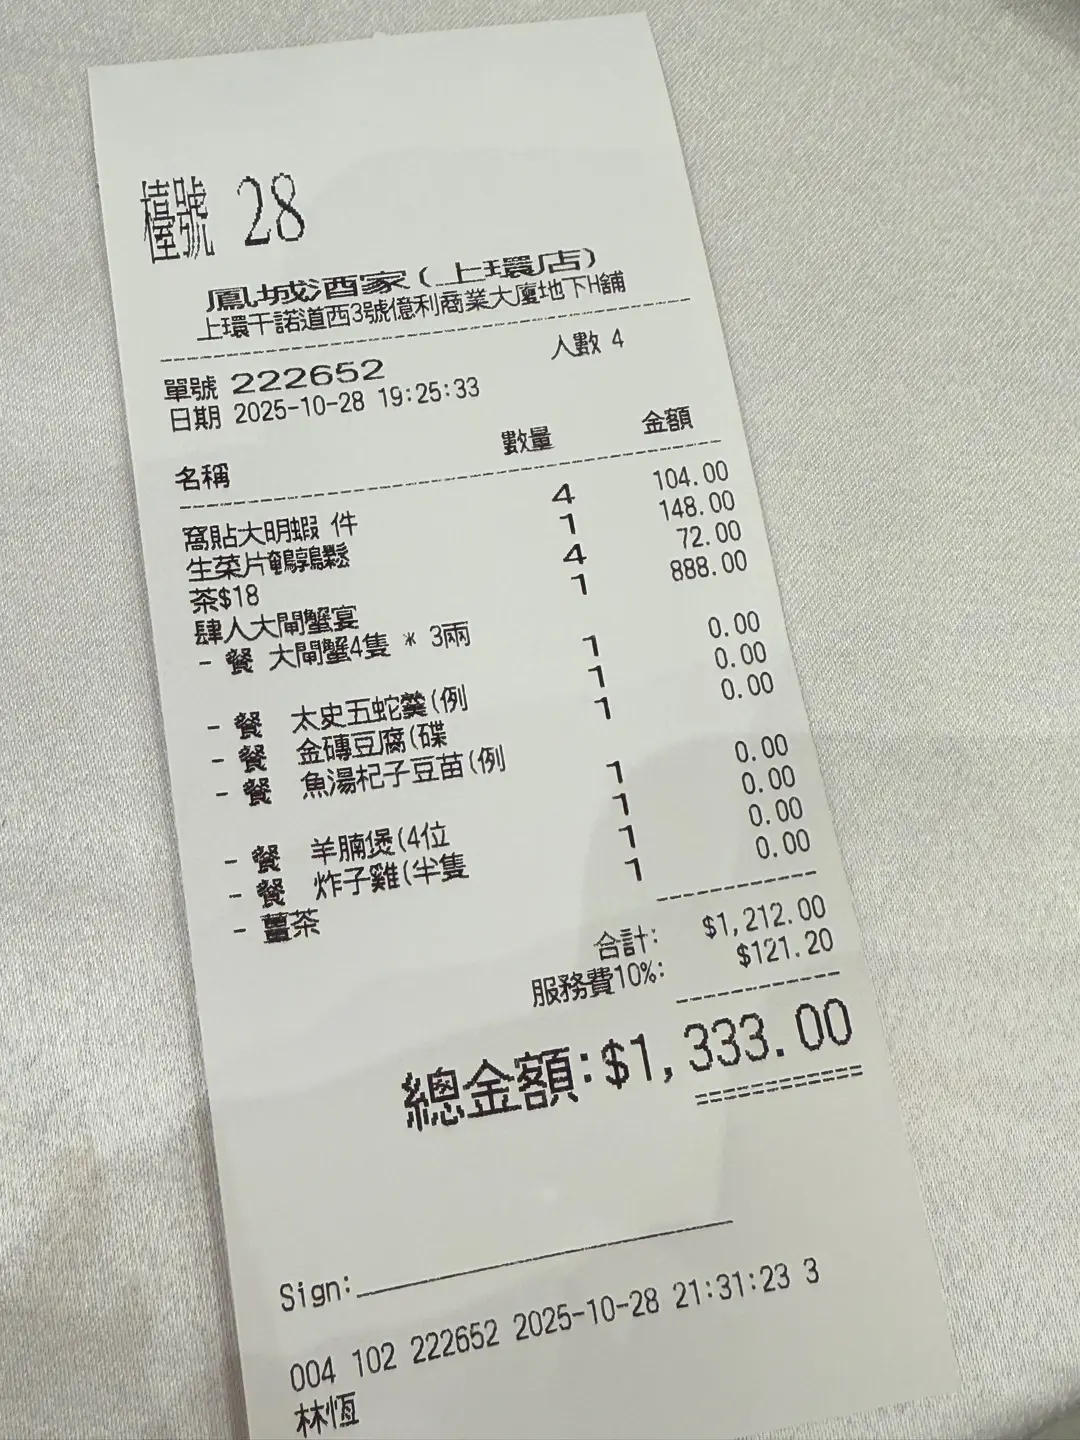 檯號 28
鳳城酒家(上環店)
上環干諾道西3號億利商業大廈地下H舖
人數 4
單號 222652
日期 2025-10-28 19:25:33
名稱 數量 金額
窩貼大明蝦 件 4 104.00
生菜片鵪鶉鬆 1 148.00
茶$18 4 72.00
肆人大閘蟹宴 1 888.00
- 餐 大閘蟹4隻 * 3兩 1 0.00
- 餐 太史五蛇羹(例 1 0.00
- 餐 金磚豆腐(碟 1 0.00
- 餐 魚湯杞子豆苗(例 1 0.00
- 餐 羊腩煲(4位 1 0.00
- 餐 炸子雞(半隻 1 0.00
- 薑茶 1 0.00
合計: $1,212.00
服務費10%: $121.20
總金額:$1,333.00
Sign:
004 102 222652 2025-10-28 21:31:23 3
林恆